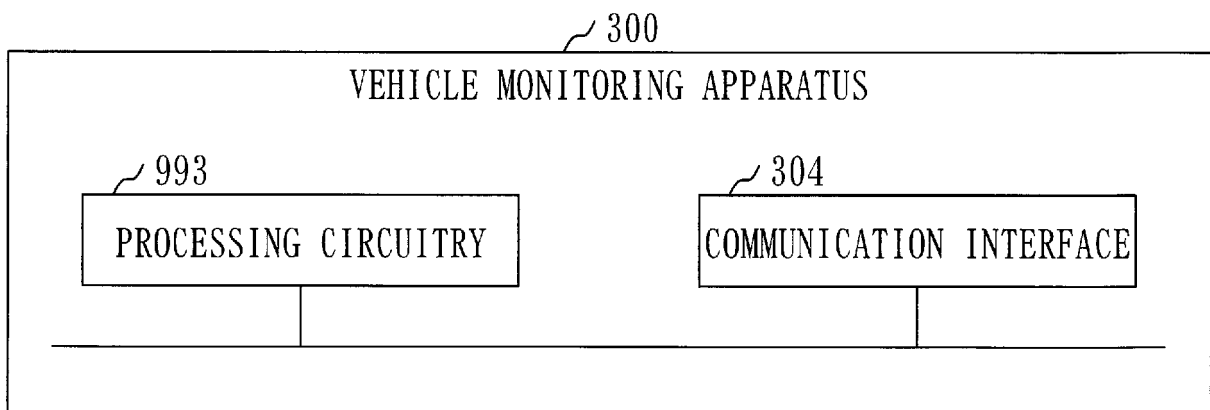 300
VEHICLE MONITORING APPARATUS
993
304
PROCESSING CIRCUITRY
COMMUNICATION INTERFACE